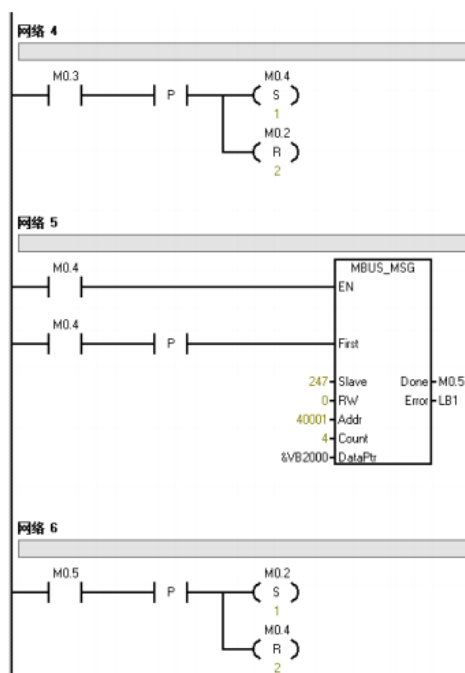 网络 4
M0.3
P
M0.4
S
1
M0.2
R
2
网络 5
M0.4
MBUS_MSG
EN
M0.4
P
First
247 Slave Done M0.5
0 RW Error LB1
40001 Addr
4 Count
&VB2000 DataPtr
网络 6
M0.5
P
M0.2
S
1
M0.4
R
2